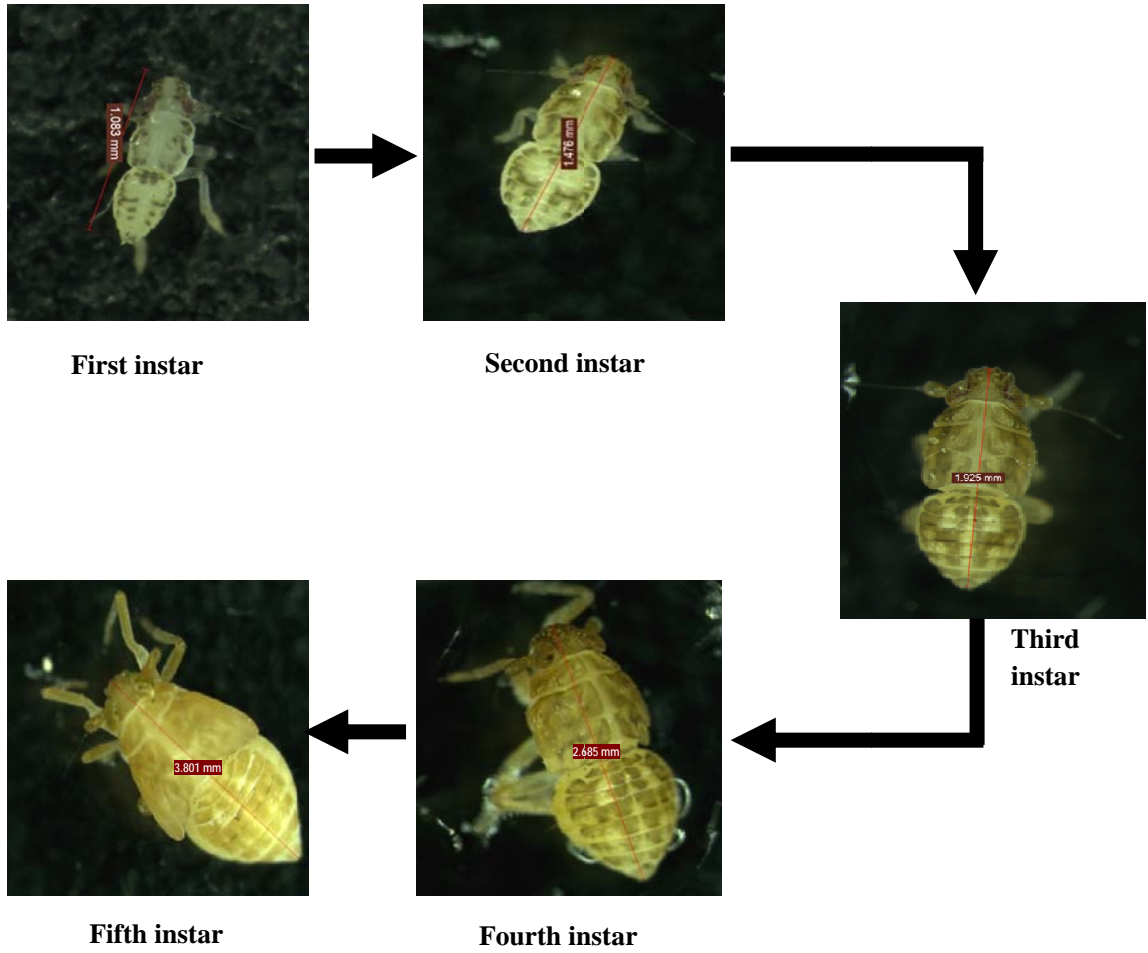 1.083 mm
First instar
1.476 mm
Second instar
1.925 mm
Third
instar
2.685 mm
Fourth instar
3.801 mm
Fifth instar